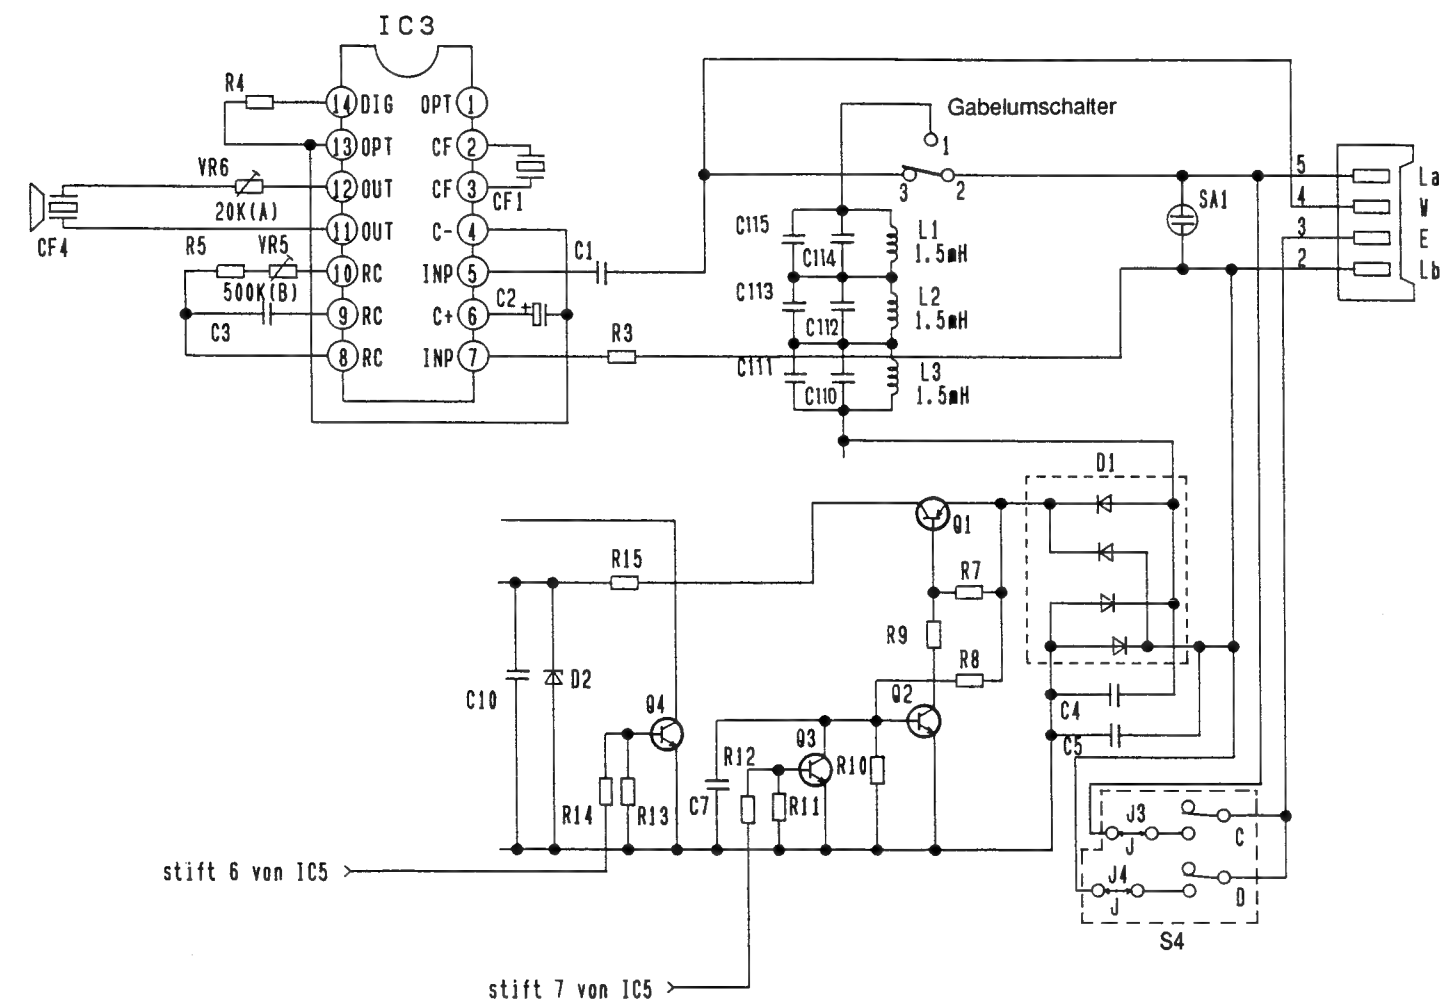 IC3
R4
14 DIG OPT 1
13 OPT CF 2
VR6
12 OUT CF 3
20K(A)
CF1
11 OUT C- 4
CF4
R5 VR5
10 RC INP 5
500K(B)
C1
9 RC C+ 6
C3
C2 +
8 RC INP 7
R3
Gabelumschalter
1
3 2
C115
C114
L1
1.5mH
C113
C112
L2
1.5mH
C111
C110
L3
1.5mH
SA1
5 La
4 W
3 E
2 Lb
D1
Q1
R15
R7
R9
R8
C10
D2
Q4
Q2
Q3
R12
R10
C4
C5
R14
R13
C7
R11
J3
J
C
J4
J
D
S4
stift 6 von IC5
stift 7 von IC5